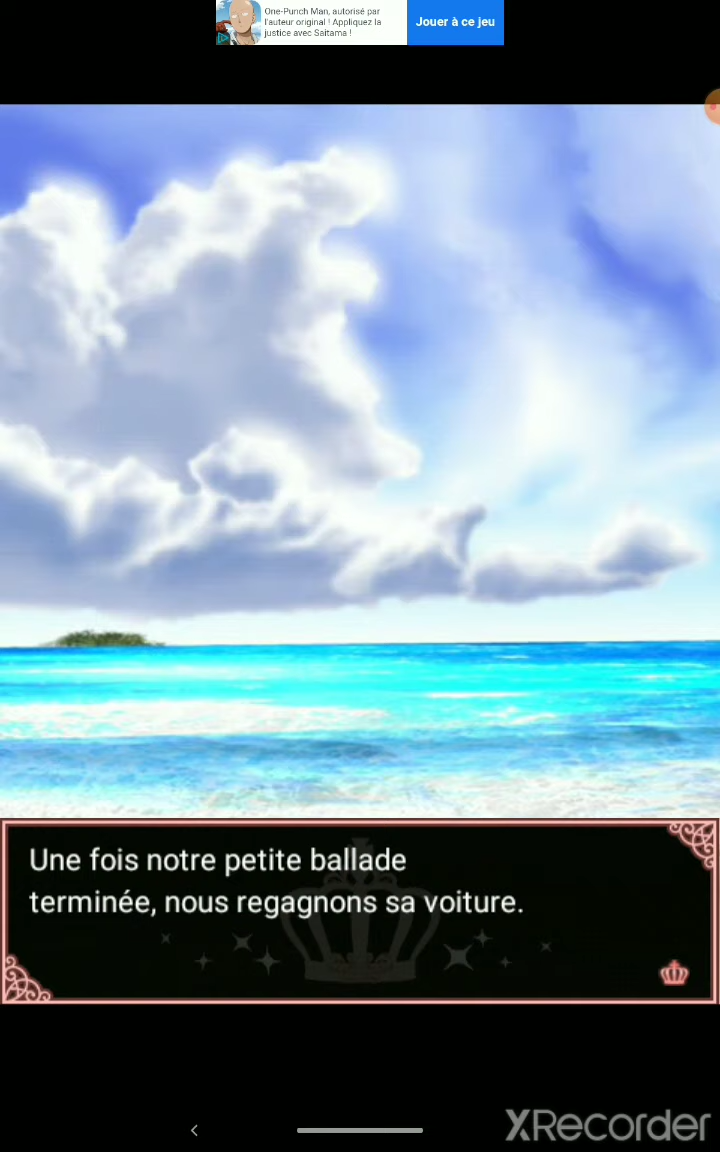 One-Punch Man, autorisé par
l'auteur original ! Appliquez la
justice avec Saitama !
Jouer à ce jeu
Une fois notre petite ballade
terminée, nous regagnons sa voiture.
XRecorder